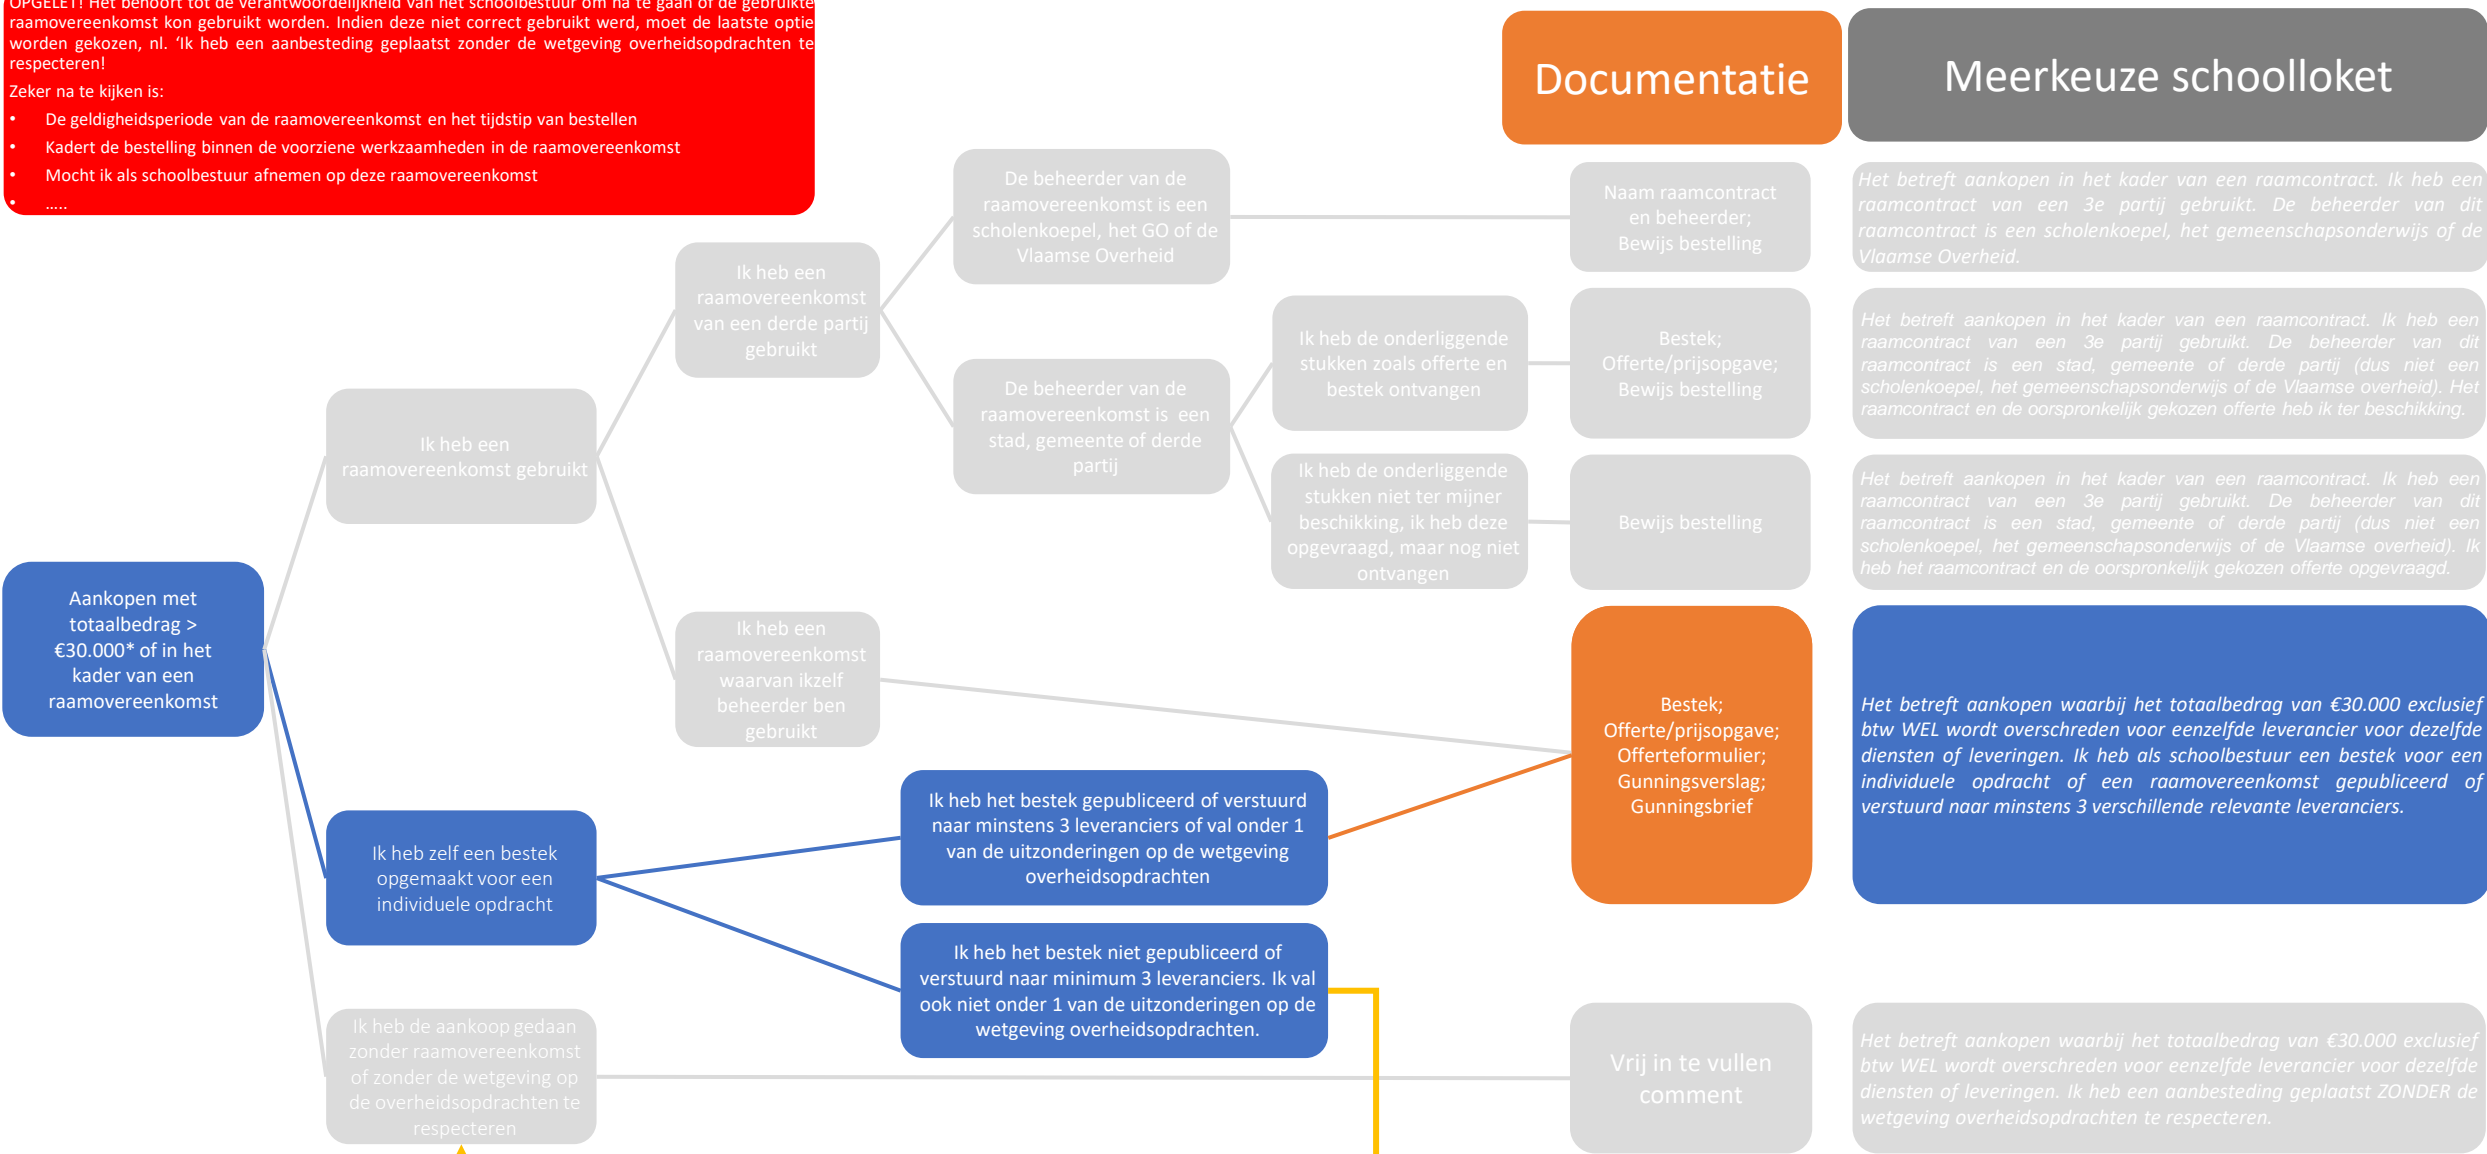 OPGELET! Het behoort tot de verantwoordelijkheid van het schoolbestuur om na te gaan of de gebruikte
raamovereenkomst kon gebruikt worden. Indien deze niet correct gebruikt werd, moet de laatste optie
worden gekozen, nl. ‘Ik heb een aanbesteding geplaatst zonder de wetgeving overheidsopdrachten te
respecteren!
Zeker na te kijken is:
• De geldigheidsperiode van de raamovereenkomst en het tijdstip van bestellen
• Kadert de bestelling binnen de voorziene werkzaamheden in de raamovereenkomst
• Mocht ik als schoolbestuur afnemen op deze raamovereenkomst
• .....
Documentatie
Meerkeuze schoolloket
De beheerder van de
raamovereenkomst is een
scholenkoepel, het GO of de
Vlaamse Overheid
Naam raamcontract
en beheerder;
Bewijs bestelling
Het betreft aankopen in het kader van een raamcontract. Ik heb een
raamcontract van een 3e partij gebruikt. De beheerder van dit
raamcontract is een scholenkoepel, het gemeenschapsonderwijs of de
Vlaamse Overheid.
Ik heb een
raamovereenkomst
van een derde partij
gebruikt
Ik heb de onderliggende
stukken zoals offerte en
bestek ontvangen
Bestek;
Offerte/prijsopgave;
Bewijs bestelling
Het betreft aankopen in het kader van een raamcontract. Ik heb een
raamcontract van een 3e partij gebruikt. De beheerder van dit
raamcontract is een stad, gemeente of derde partij (dus niet een
scholenkoepel, het gemeenschapsonderwijs of de Vlaamse overheid). Het
raamcontract en de oorspronkelijk gekozen offerte heb ik ter beschikking.
De beheerder van de
raamovereenkomst is een
stad, gemeente of derde
partij
Ik heb een
raamovereenkomst gebruikt
Ik heb de onderliggende
stukken niet ter mijner
beschikking, ik heb deze
opgevraagd, maar nog niet
ontvangen
Bewijs bestelling
Het betreft aankopen in het kader van een raamcontract. Ik heb een
raamcontract van een 3e partij gebruikt. De beheerder van dit
raamcontract is een stad, gemeente of derde partij (dus niet een
scholenkoepel, het gemeenschapsonderwijs of de Vlaamse overheid). Ik
heb het raamcontract en de oorspronkelijk gekozen offerte opgevraagd.
Aankopen met
totaalbedrag >
€30.000* of in het
kader van een
raamovereenkomst
Ik heb een
raamovereenkomst
waarvan ikzelf
beheerder ben
gebruikt
Bestek;
Offerte/prijsopgave;
Offerteformulier;
Gunningsverslag;
Gunningsbrief
Het betreft aankopen waarbij het totaalbedrag van €30.000 exclusief
btw WEL wordt overschreden voor eenzelfde leverancier voor dezelfde
diensten of leveringen. Ik heb als schoolbestuur een bestek voor een
individuele opdracht of een raamovereenkomst gepubliceerd of
verstuurd naar minstens 3 verschillende relevante leveranciers.
Ik heb zelf een bestek
opgemaakt voor een
individuele opdracht
Ik heb het bestek gepubliceerd of verstuurd
naar minstens 3 leveranciers of val onder 1
van de uitzonderingen op de wetgeving
overheidsopdrachten
Ik heb het bestek niet gepubliceerd of
verstuurd naar minimum 3 leveranciers. Ik val
ook niet onder 1 van de uitzonderingen op de
wetgeving overheidsopdrachten.
Ik heb de aankoop gedaan
zonder raamovereenkomst
of zonder de wetgeving op
de overheidsopdrachten te
respecteren
Vrij in te vullen
comment
Het betreft aankopen waarbij het totaalbedrag van €30.000 exclusief
btw WEL wordt overschreden voor eenzelfde leverancier voor dezelfde
diensten of leveringen. Ik heb een aanbesteding geplaatst ZONDER de
wetgeving overheidsopdrachten te respecteren.